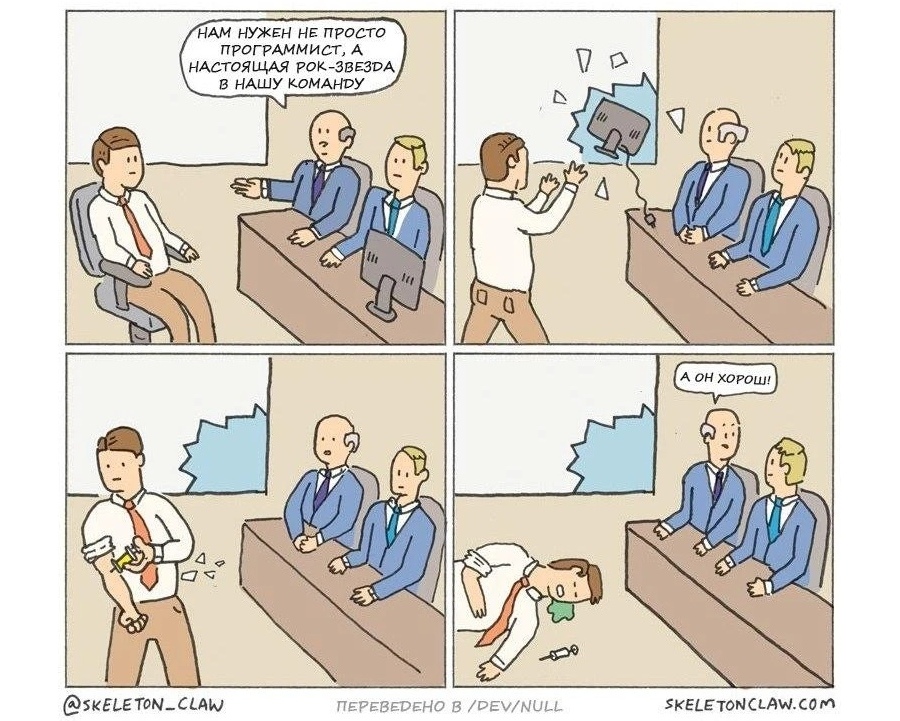 НАМ НУЖЕН НЕ ПРОСТО
ПРОГРАММИСТ, А
НАСТОЯЩАЯ РОК-ЗВЕЗДА
В НАШУ КОМАНДУ
А ОН ХОРОШ!
@SKELETON_CLAW
ПЕРЕВЕДЕНО В /DEV/NULL
SKELETONCLAW.COM